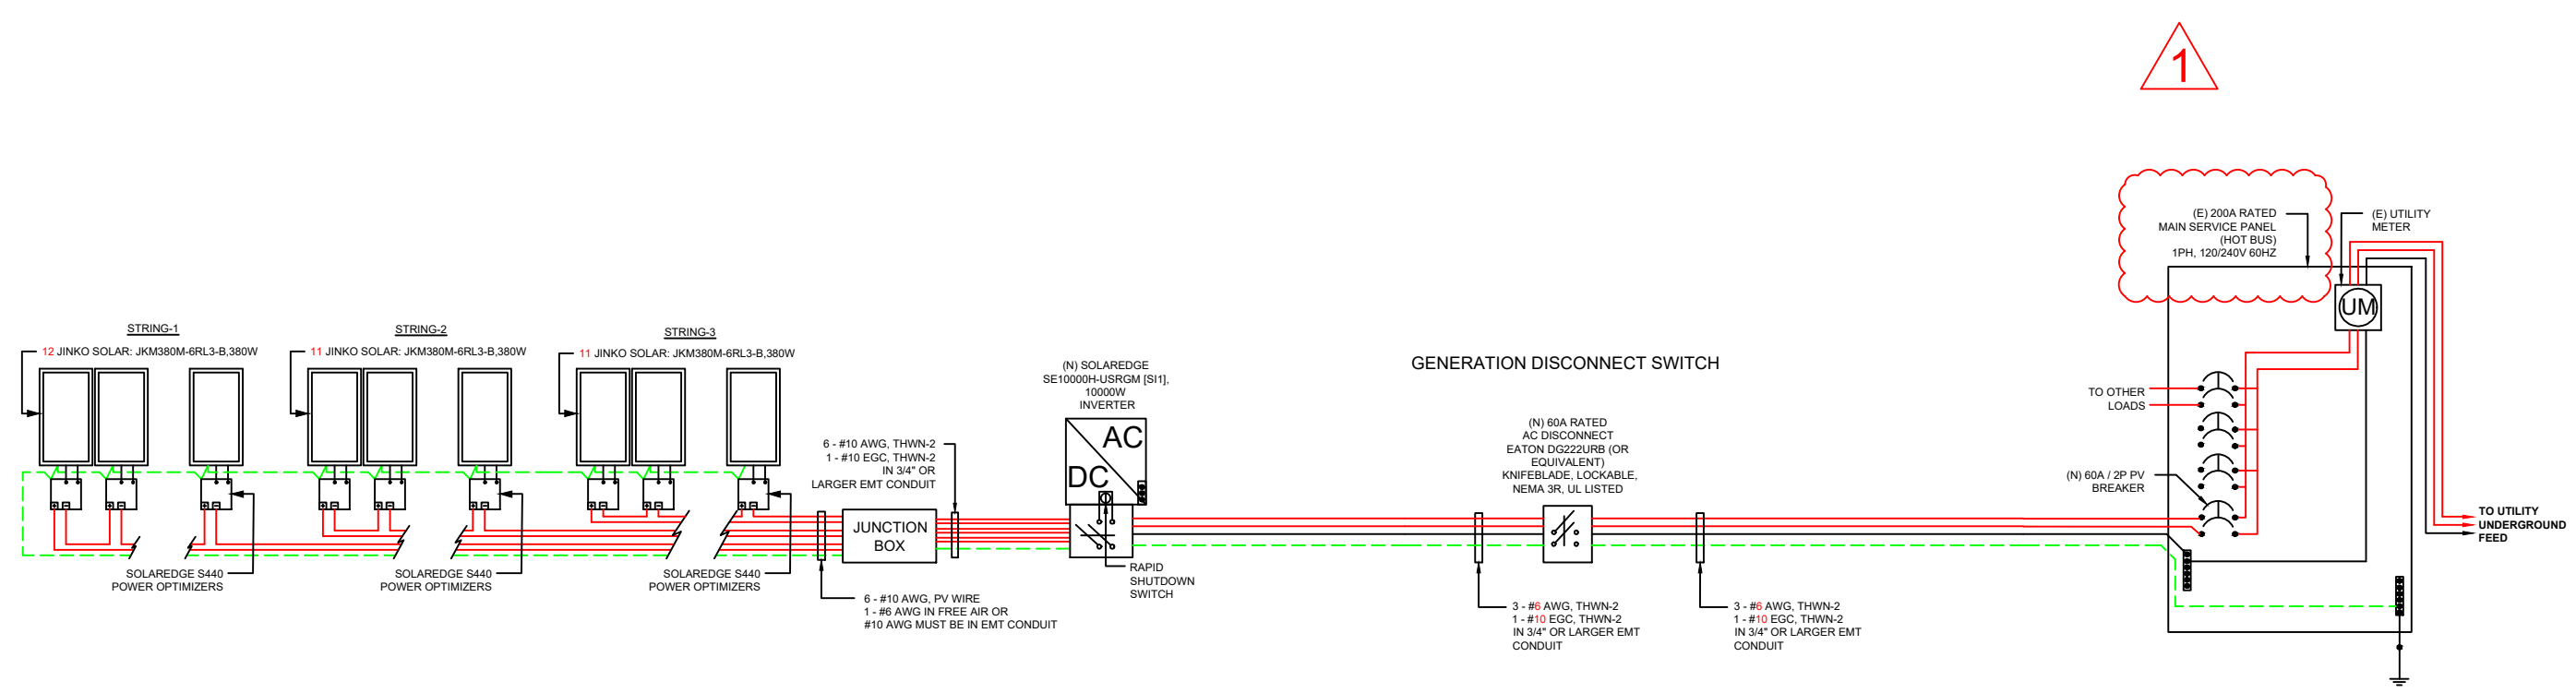 1
(E) 200A RATED
MAIN SERVICE PANEL
(HOT BUS)
1PH, 120/240V 60HZ
(E) UTILITY
METER
UM
STRING-1
12 JINKO SOLAR: JKM380M-6RL3-B,380W
STRING-2
11 JINKO SOLAR: JKM380M-6RL3-B,380W
STRING-3
11 JINKO SOLAR: JKM380M-6RL3-B,380W
SOLAREDGE S440
POWER OPTIMIZERS
SOLAREDGE S440
POWER OPTIMIZERS
SOLAREDGE S440
POWER OPTIMIZERS
6 - #10 AWG, THWN-2
1 - #10 EGC, THWN-2
IN 3/4" OR
LARGER EMT CONDUIT
JUNCTION
BOX
6 - #10 AWG, PV WIRE
1 - #6 AWG IN FREE AIR OR
#10 AWG MUST BE IN EMT CONDUIT
(N) SOLAREDGE
SE10000H-USRGM [SI1],
10000W
INVERTER
AC
DC
RAPID
SHUTDOWN
SWITCH
GENERATION DISCONNECT SWITCH
(N) 60A RATED
AC DISCONNECT
EATON DG222URB (OR
EQUIVALENT)
KNIFEBLADE, LOCKABLE,
NEMA 3R, UL LISTED
3 - #6 AWG, THWN-2
1 - #10 EGC, THWN-2
IN 3/4" OR LARGER EMT
CONDUIT
3 - #6 AWG, THWN-2
1 - #10 EGC, THWN-2
IN 3/4" OR LARGER EMT
CONDUIT
TO OTHER
LOADS
(N) 60A / 2P PV
BREAKER
TO UTILITY
UNDERGROUND
FEED